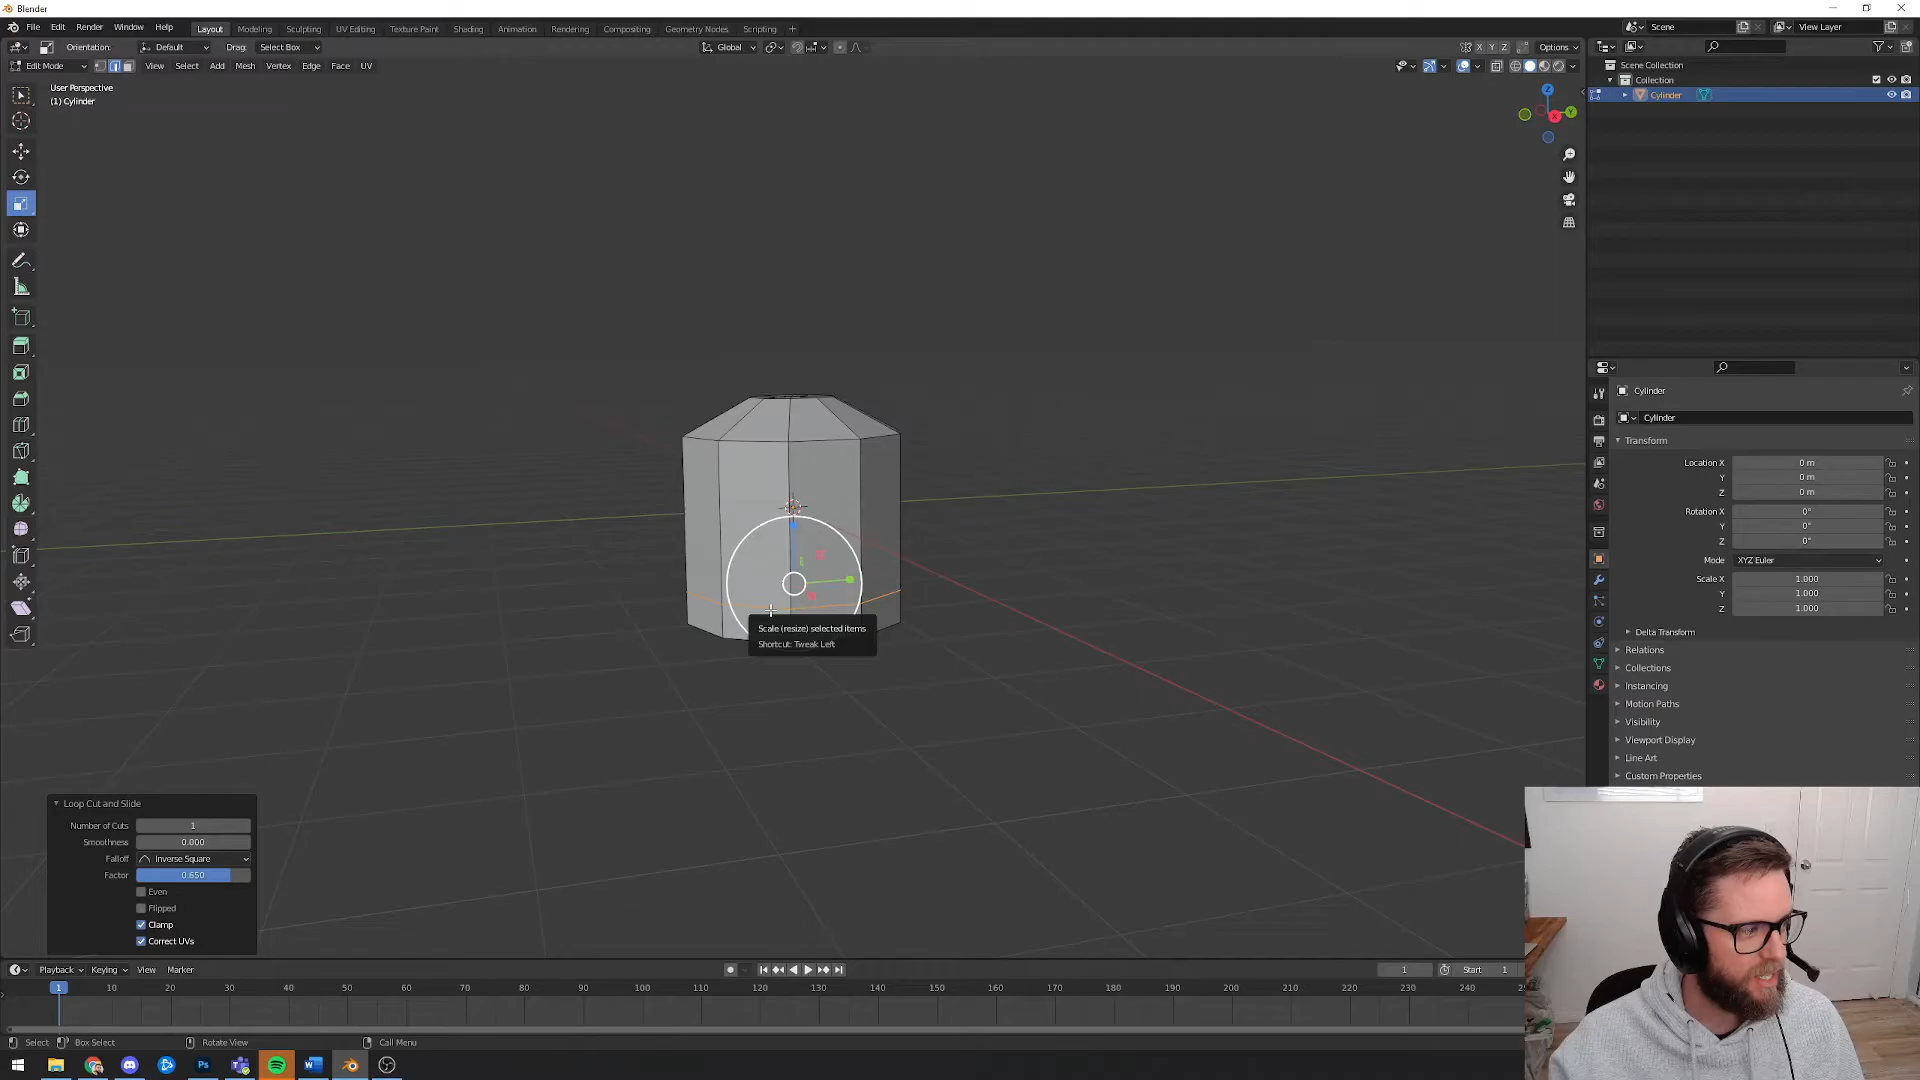 Blender
File Edit Render Window Help Layout Modeling Sculpting UV Editing Texture Paint Shading Animation Rendering Compositing Geometry Nodes Scripting + Scene View Layer
Orientation: Default Drag: Select Box Global X Y Z Options
Edit Mode View Select Add Mesh Vertex Edge Face UV
User Perspective
(1) Cylinder
Scene Collection
Collection
Cylinder
Z
Y
X
Cylinder
Cylinder
Transform
Location X 0 m
Y 0 m
Z 0 m
Rotation X 0°
Y 0°
Z 0°
Mode XYZ Euler
Scale X 1.000
Y 1.000
Z 1.000
Delta Transform
Relations
Collections
Instancing
Motion Paths
Visibility
Viewport Display
Line Art
Custom Properties
Scale (resize) selected items
Shortcut: Tweak Left
Loop Cut and Slide
Number of Cuts 1
Smoothness 0.000
Falloff Inverse Square
Factor 0.650
Even
Flipped
Clamp
Correct UVs
Playback Keying View Marker 1 Start 1
1 10 20 30 40 50 60 70 80 90 100 110 120 130 140 150 160 170 180 190 200 210 220 230 240
Select Box Select Rotate View Call Menu
Ps W